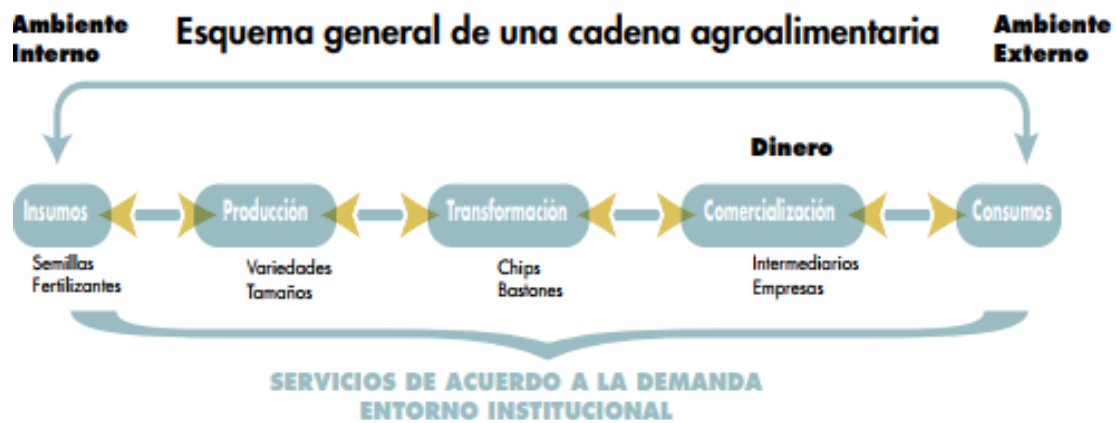 Ambiente
Interno
Esquema general de una cadena agroalimentaria
Ambiente
Externo
Dinero
Insumos
Producción
Transformación
Comercialización
Consumos
Semillas
Fertilizantes
Variedades
Tamaños
Chips
Bastones
Intermediarios
Empresas
SERVICIOS DE ACUERDO A LA DEMANDA
ENTORNO INSTITUCIONAL